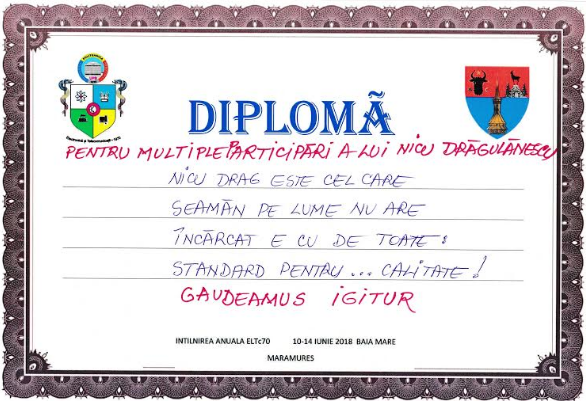 DIPLOMĂ
PENTRU MULTIPLE PARTICIPĂRI A LUI NICU DRĂGULĂNESCU
NICU DRAG ESTE CEL CARE
SEAMĂN PE LUME NU ARE
ÎNCĂRCAT E CU DE TOATE:
STANDARD PENTRU... CALITATE!
GAUDEAMUS IGITUR
INTILNIREA ANUALA ELTc70 10-14 IUNIE 2018 BAIA MARE
MARAMURES